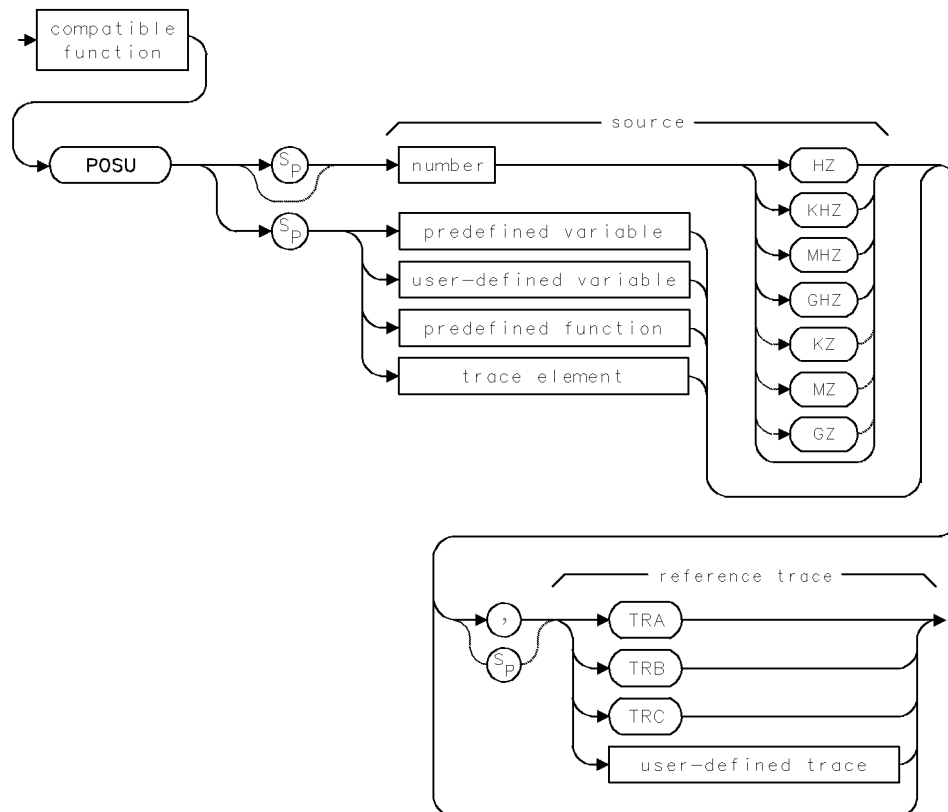 compatible
function
source
POSU
SP
number
HZ
KHZ
SP
predefined variable
MHZ
user-defined variable
GHZ
predefined function
KZ
trace element
MZ
GZ
reference trace
,
TRA
SP
TRB
TRC
user-defined trace